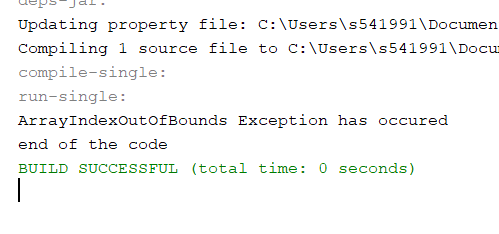 deps-jar:
Updating property file: C:\Users\s541991\Documen
Compiling 1 source file to C:\Users\s541991\Docu
compile-single:
run-single:
ArrayIndexOutOfBounds Exception has occured
end of the code
BUILD SUCCESSFUL (total time: 0 seconds)